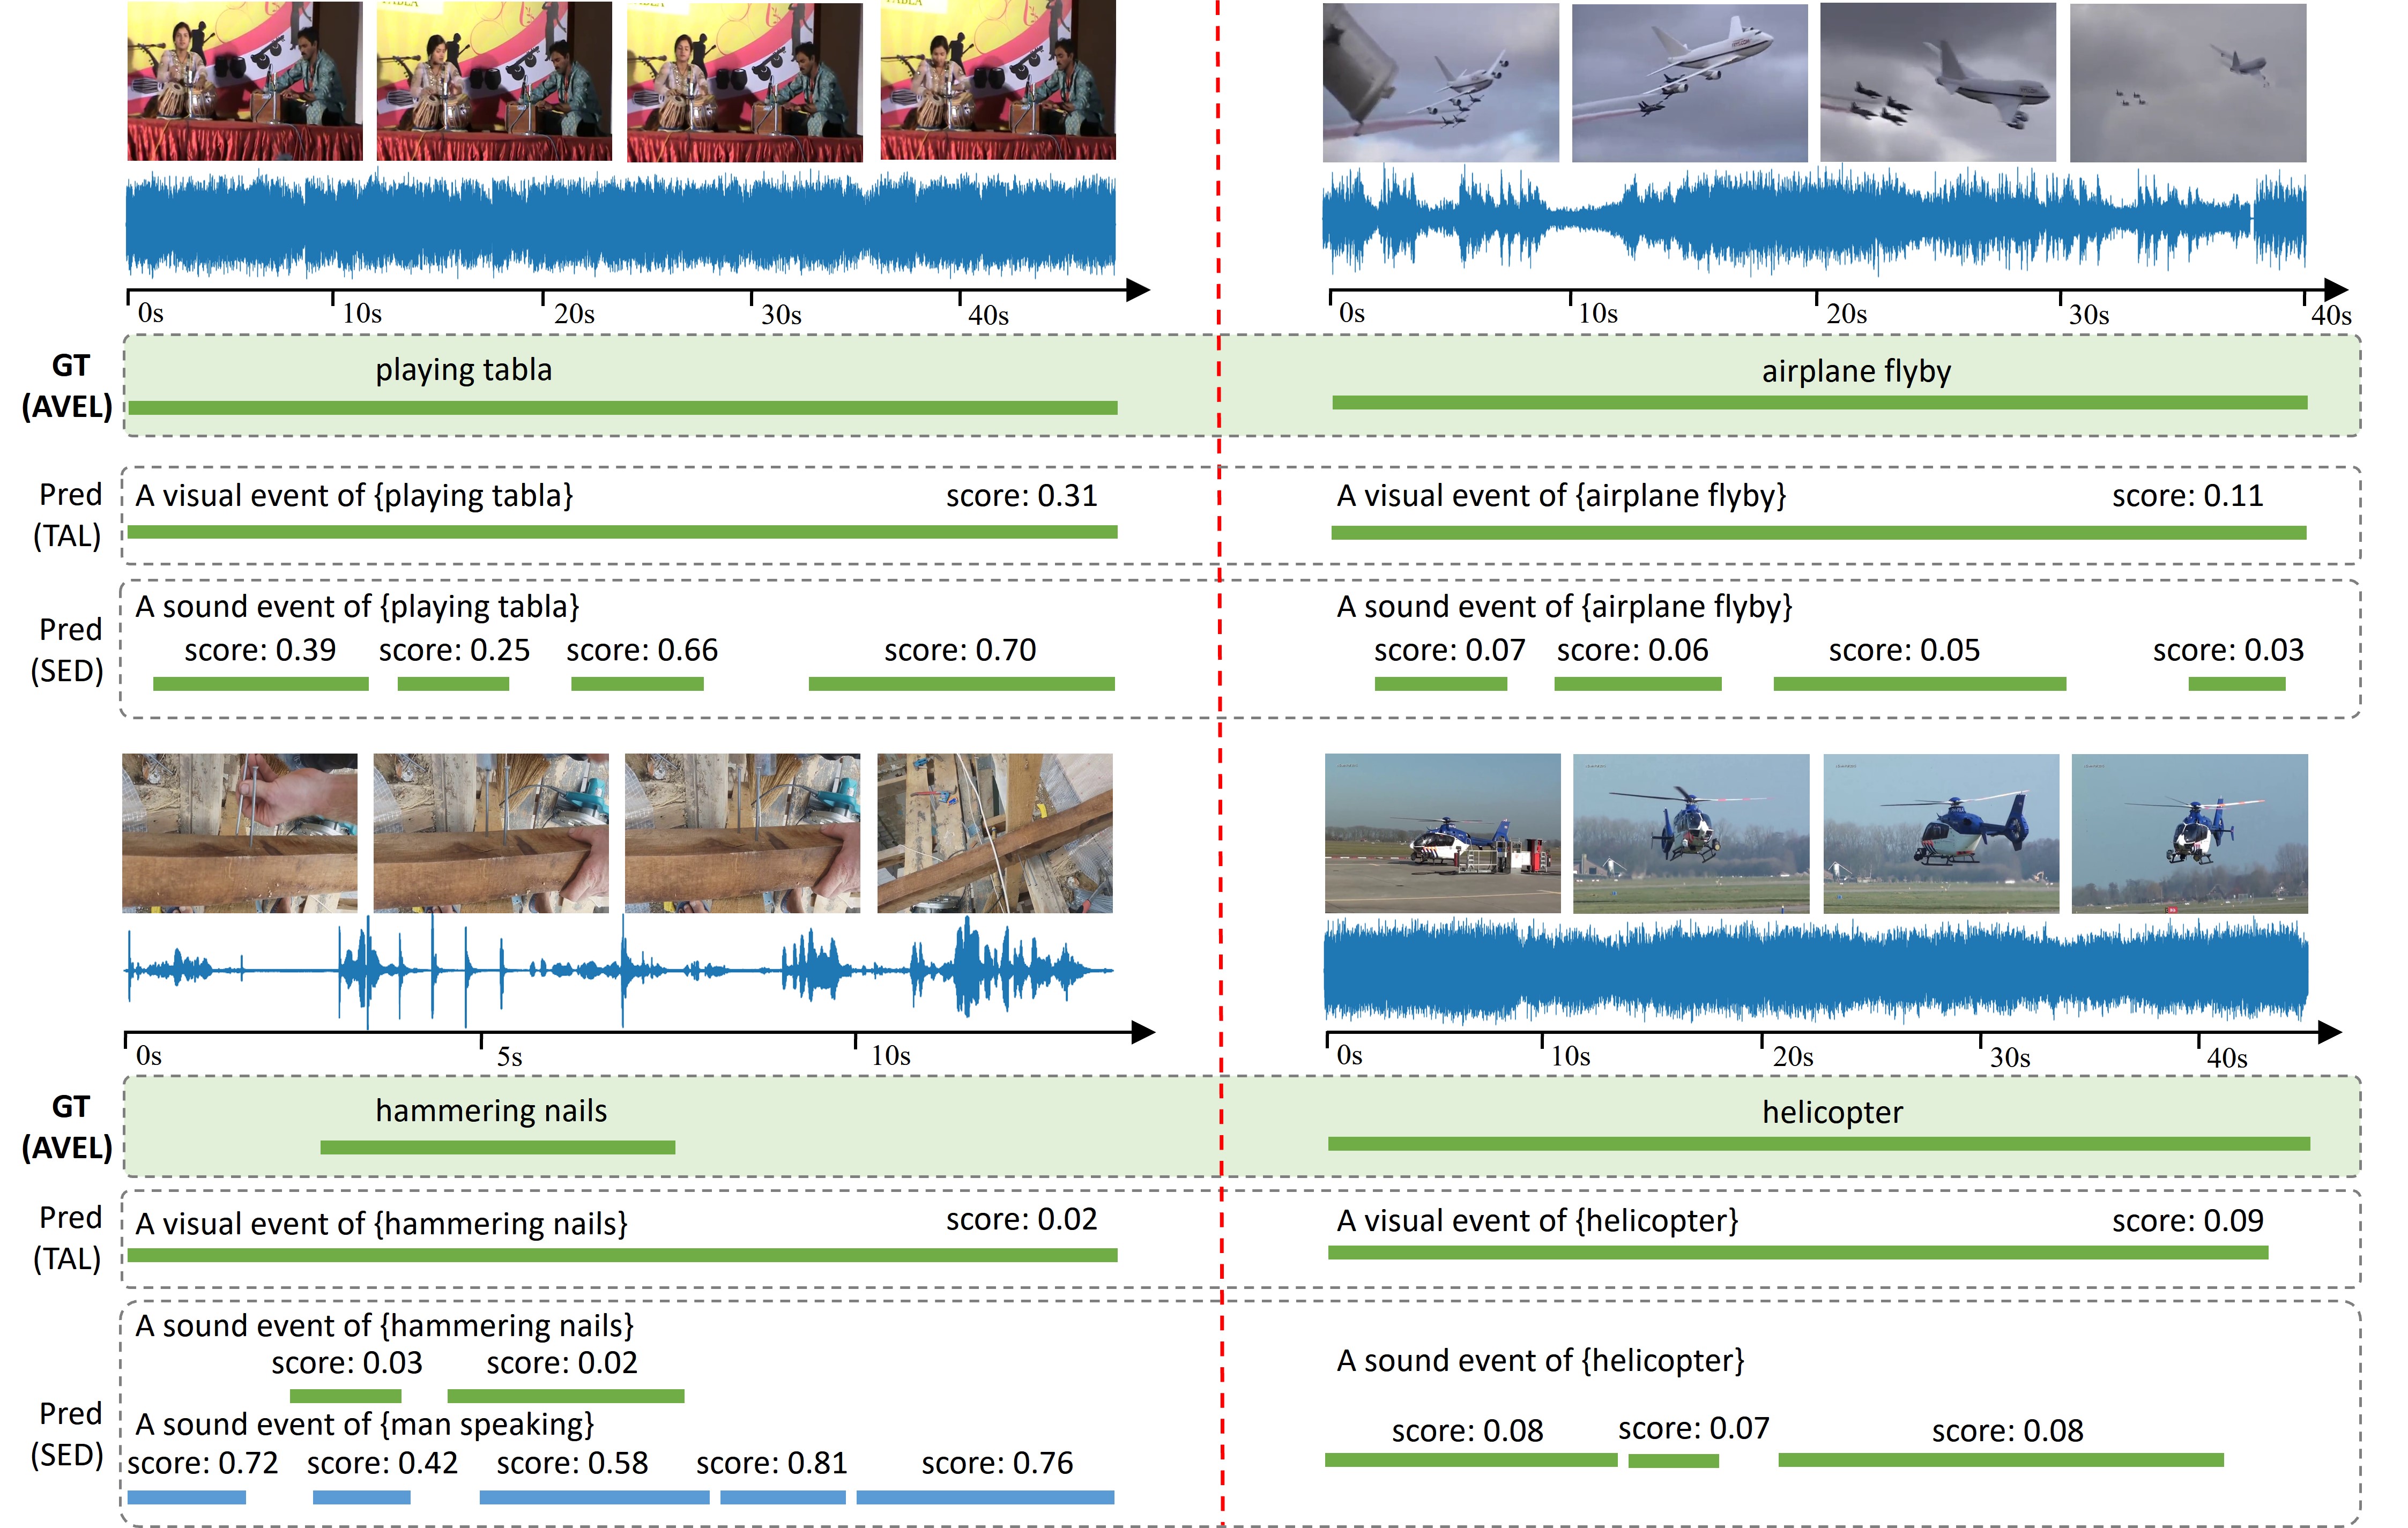 TABLA
0s 10s 20s 30s 40s
0s 10s 20s 30s 40s
GT
(AVEL)
playing tabla
airplane flyby
Pred
(TAL)
A visual event of {playing tabla} score: 0.31
A visual event of {airplane flyby} score: 0.11
Pred
(SED)
A sound event of {playing tabla}
score: 0.39 score: 0.25 score: 0.66 score: 0.70
A sound event of {airplane flyby}
score: 0.07 score: 0.06 score: 0.05 score: 0.03
0s 5s 10s
0s 10s 20s 30s 40s
GT
(AVEL)
hammering nails
helicopter
Pred
(TAL)
A visual event of {hammering nails} score: 0.02
A visual event of {helicopter} score: 0.09
Pred
(SED)
A sound event of {hammering nails}
score: 0.03 score: 0.02
A sound event of {man speaking}
score: 0.72 score: 0.42 score: 0.58 score: 0.81 score: 0.76
A sound event of {helicopter}
score: 0.08 score: 0.07 score: 0.08